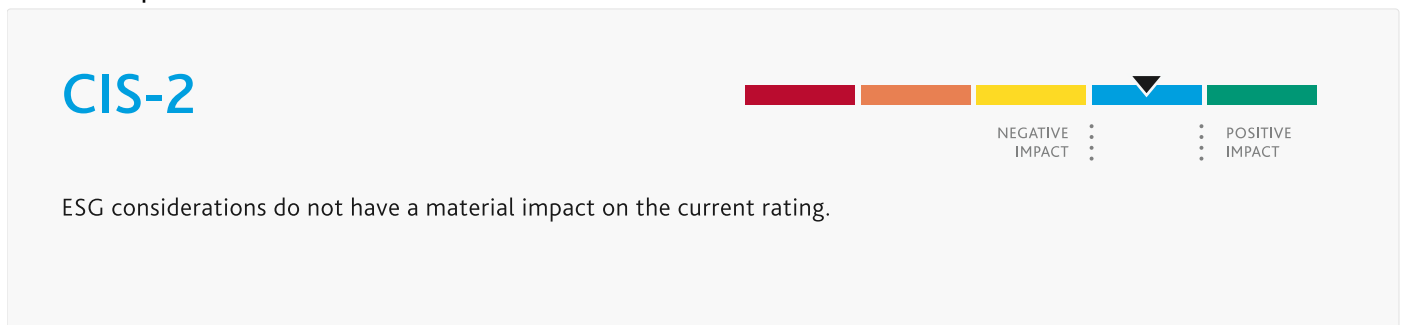 CIS-2
NEGATIVE
IMPACT
POSITIVE
IMPACT
ESG considerations do not have a material impact on the current rating.